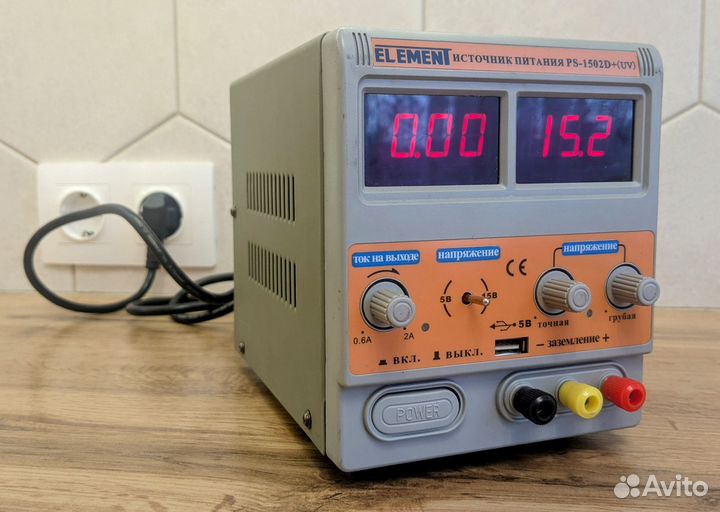 ELEMENT ИСТОЧНИК ПИТАНИЯ PS-1502D+(UV)
0.00 15.2
ТОК НА ВЫХОДЕ
напряжение
напряжение
CE
5В 15В
0.6A 2A
5В
точная
грубая
ВКЛ. ВЫКЛ.
− заземление +
POWER
Avito